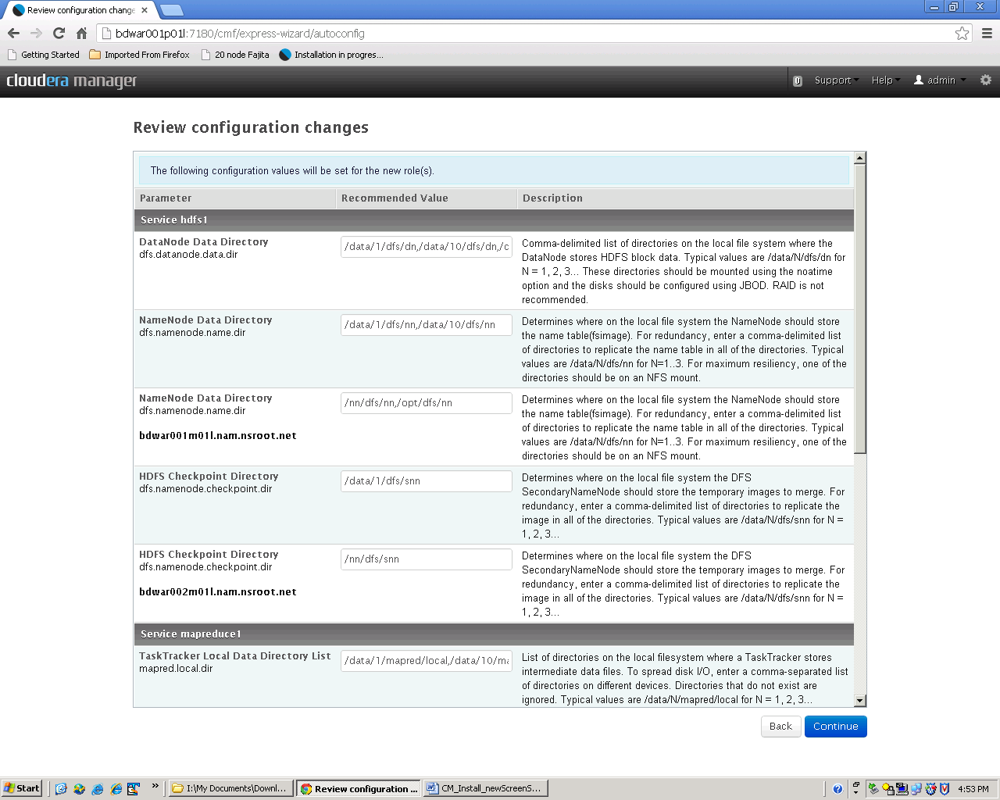 Review configuration change
bdwar001p01l:7180/cmf/express-wizard/autoconfig
Getting Started
Imported From Firefox
20 node Fajita
Installation in progres...
cloudera manager
0
Support
Help
admin
Review configuration changes
The following configuration values will be set for the new role(s).
Parameter
Recommended Value
Description
Service hdfs1
DataNode Data Directory
dfs.datanode.data.dir
/data/1/dfs/dn,/data/10/dfs/dn,/d
Comma-delimited list of directories on the local file system where the
DataNode stores HDFS block data. Typical values are /data/N/dfs/dn for
N = 1, 2, 3... These directories should be mounted using the noatime
option and the disks should be configured using JBOD. RAID is not
recommended.
NameNode Data Directory
dfs.namenode.name.dir
/data/1/dfs/nn,/data/10/dfs/nn
Determines where on the local file system the NameNode should store
the name table(fsimage). For redundancy, enter a comma-delimited list
of directories to replicate the name table in all of the directories. Typical
values are /data/N/dfs/nn for N=1..3. For maximum resiliency, one of the
directories should be on an NFS mount.
NameNode Data Directory
dfs.namenode.name.dir
bdwar001m01l.nam.nsroot.net
/nn/dfs/nn,/opt/dfs/nn
Determines where on the local file system the NameNode should store
the name table(fsimage). For redundancy, enter a comma-delimited list
of directories to replicate the name table in all of the directories. Typical
values are /data/N/dfs/nn for N=1..3. For maximum resiliency, one of the
directories should be on an NFS mount.
HDFS Checkpoint Directory
dfs.namenode.checkpoint.dir
/data/1/dfs/snn
Determines where on the local file system the DFS
SecondaryNameNode should store the temporary images to merge. For
redundancy, enter a comma-delimited list of directories to replicate the
image in all of the directories. Typical values are /data/N/dfs/snn for N =
1, 2, 3...
HDFS Checkpoint Directory
dfs.namenode.checkpoint.dir
bdwar002m01l.nam.nsroot.net
/nn/dfs/snn
Determines where on the local file system the DFS
SecondaryNameNode should store the temporary images to merge. For
redundancy, enter a comma-delimited list of directories to replicate the
image in all of the directories. Typical values are /data/N/dfs/snn for N =
1, 2, 3...
Service mapreduce1
TaskTracker Local Data Directory List
mapred.local.dir
/data/1/mapred/local,/data/10/ma
List of directories on the local filesystem where a TaskTracker stores
intermediate data files. To spread disk I/O, enter a comma-separated list
of directories on different devices. Directories that do not exist are
ignored. Typical values are /data/N/mapred/local for N = 1, 2, 3...
Back
Continue
Start
I:\My Documents\Downl...
Review configuration ...
CM_Install_newScreenS...
4:53 PM